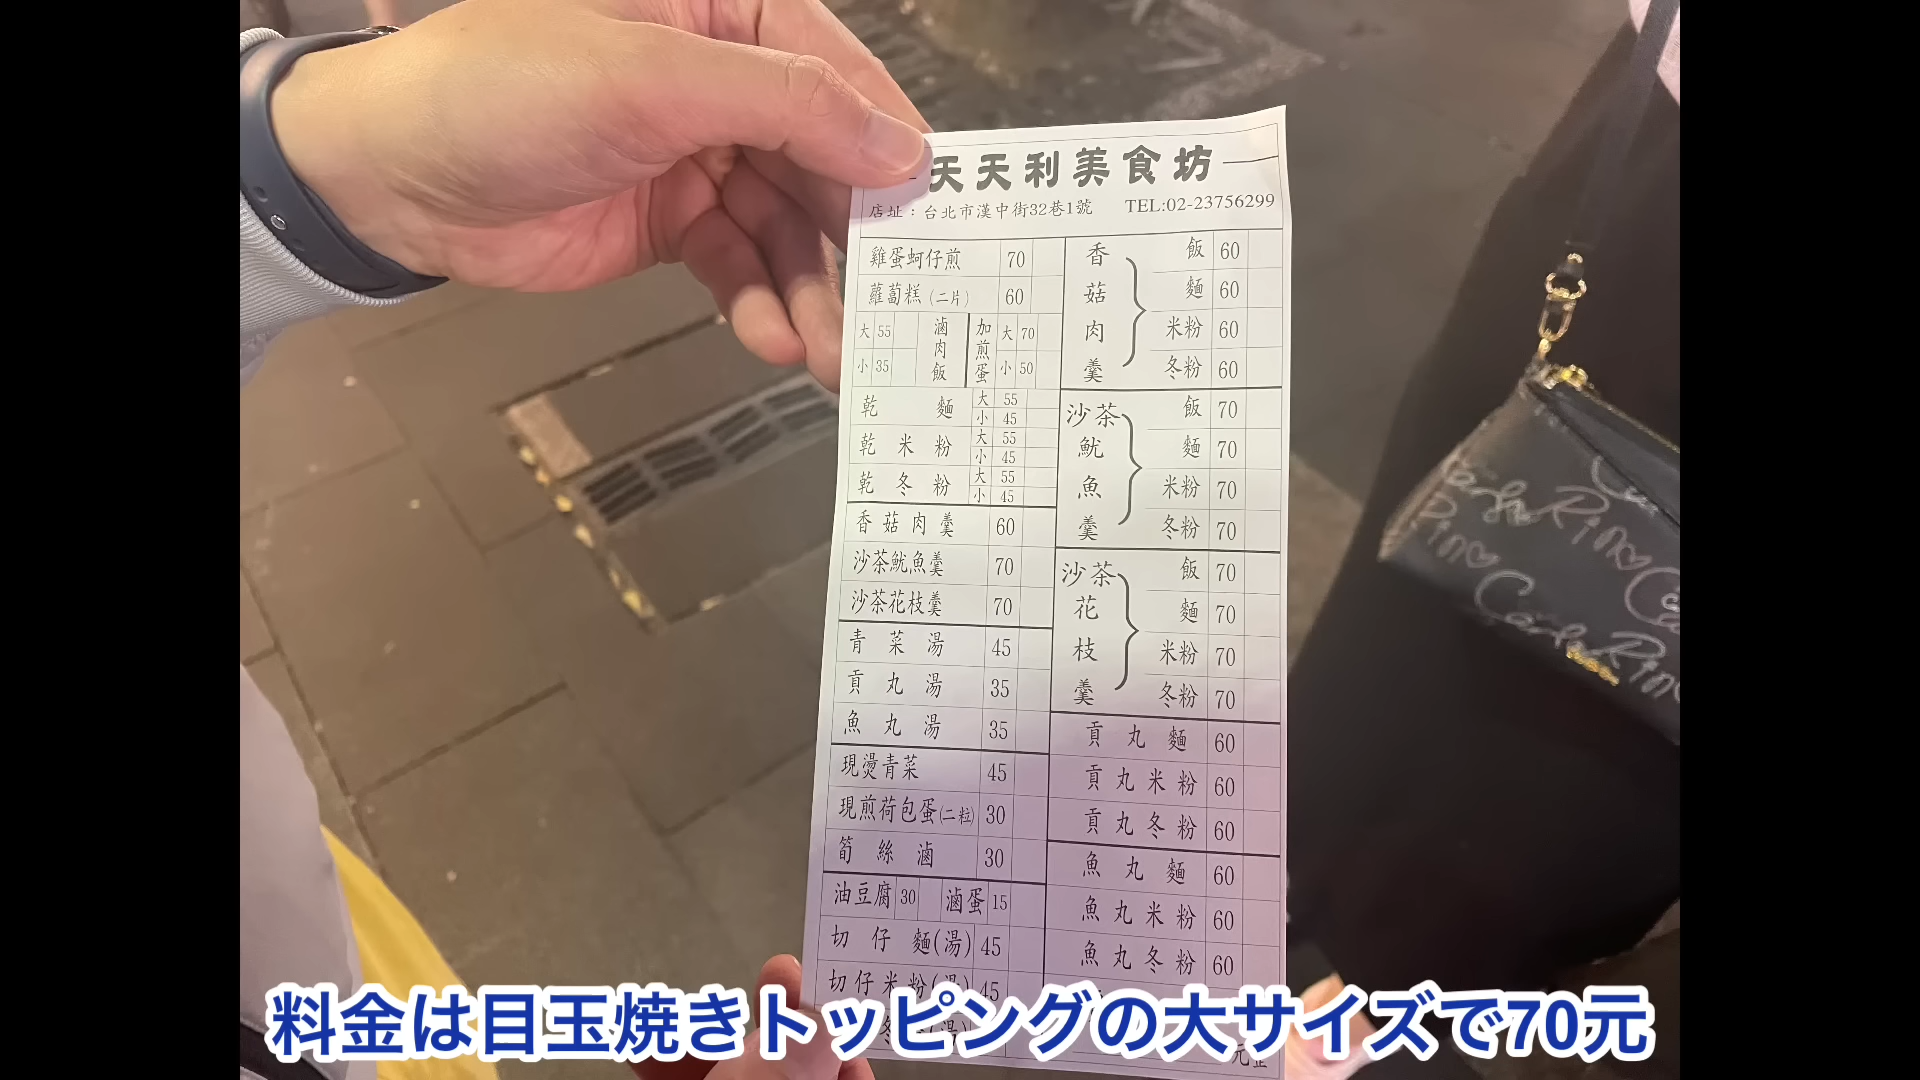 天天利美食坊
店址：台北市漢中街32巷1號 TEL:02-23756299
雞蛋蚵仔煎 70
蘿蔔糕(二片) 60
滷肉飯 大 55 小 35
加煎蛋 大 70 小 50
乾麵 大 55 小 45
乾米粉 大 55 小 45
乾冬粉 大 55 小 45
香菇肉羹 60
沙茶魷魚羹 70
沙茶花枝羹 70
青菜湯 45
貢丸湯 35
魚丸湯 35
現燙青菜 45
現煎荷包蛋(二粒) 30
筍絲滷 30
油豆腐 30 滷蛋 15
切仔麵(湯) 45
切仔米粉(湯) 45
香菇肉羹
飯 60
麵 60
米粉 60
冬粉 60
沙茶魷魚羹
飯 70
麵 70
米粉 70
冬粉 70
沙茶花枝羹
飯 70
麵 70
米粉 70
冬粉 70
貢丸麵 60
貢丸米粉 60
貢丸冬粉 60
魚丸麵 60
魚丸米粉 60
魚丸冬粉 60
料金は目玉焼きトッピングの大サイズで70元